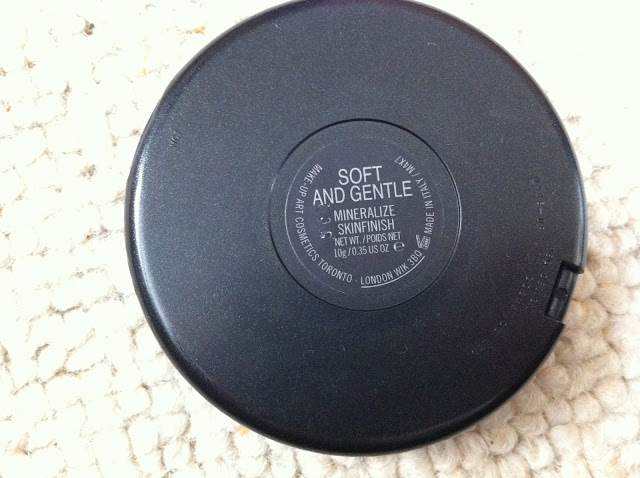 SOFT
AND GENTLE
MINERALIZE
SKINFINISH
NET WT. / POIDS NET
10g / 0.35 US OZ ℮
MAKE-UP ART COSMETICS TORONTO · LONDON W1K 3BQ
MADE IN ITALY / M4X7